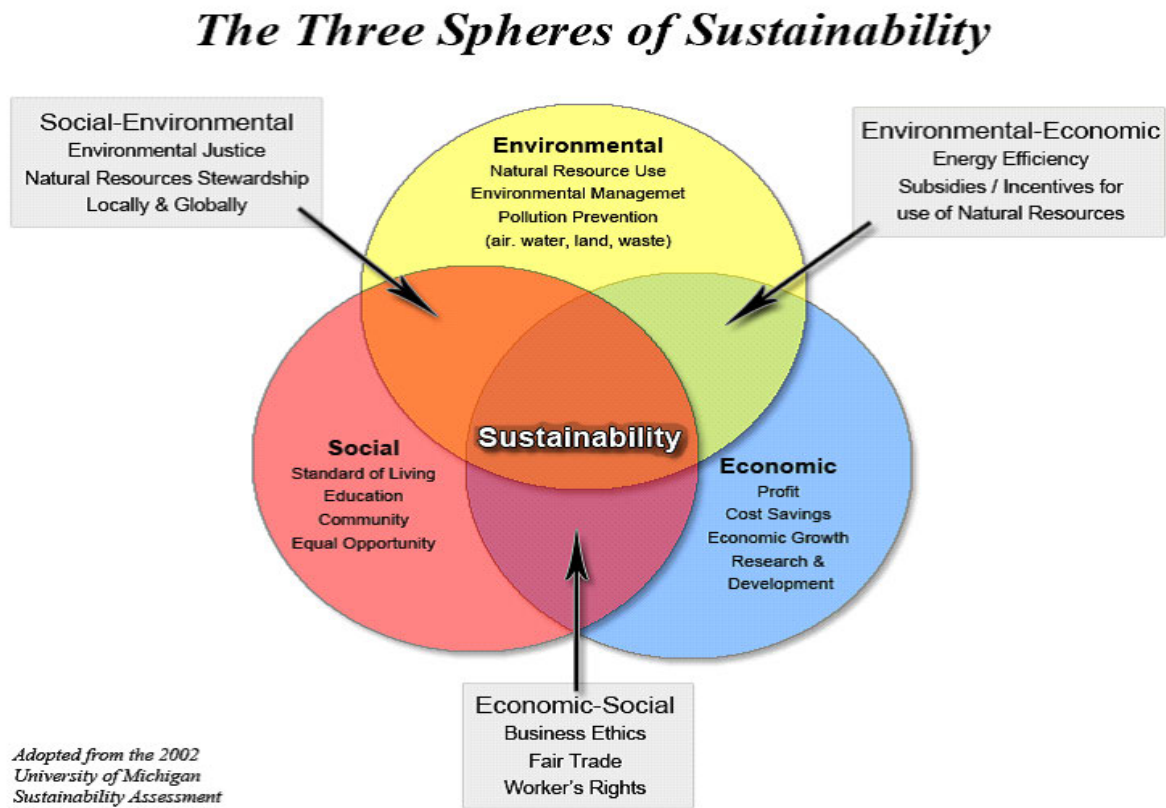 The Three Spheres of Sustainability
Social-Environmental
Environmental Justice
Natural Resources Stewardship
Locally & Globally
Environmental
Natural Resource Use
Environmental Managemet
Pollution Prevention
(air. water, land, waste)
Environmental-Economic
Energy Efficiency
Subsidies / Incentives for
use of Natural Resources
Sustainability
Social
Standard of Living
Education
Community
Equal Opportunity
Economic
Profit
Cost Savings
Economic Growth
Research &
Development
Economic-Social
Business Ethics
Fair Trade
Worker's Rights
Adopted from the 2002
University of Michigan
Sustainability Assessment